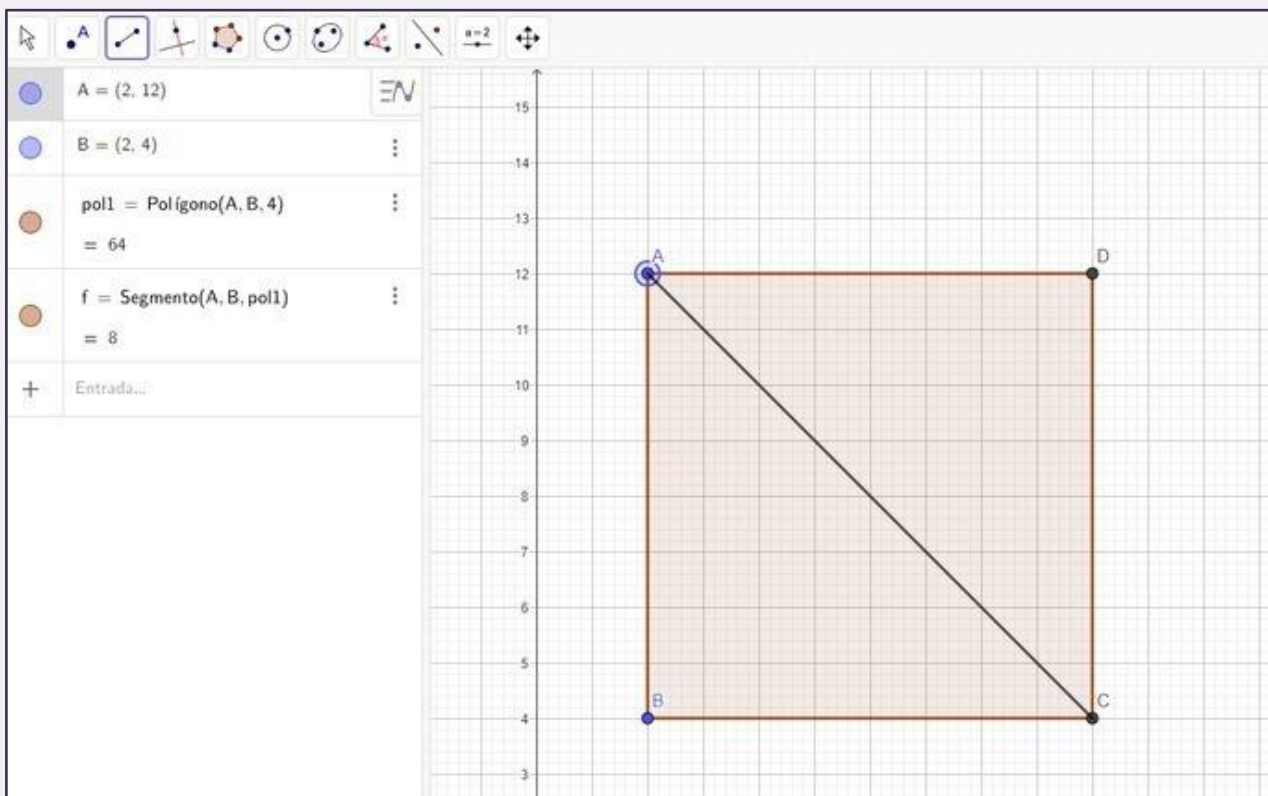 A
a=2
A = (2, 12)
B = (2, 4)
pol1 = Polígono(A, B, 4)
= 64
f = Segmento(A, B, pol1)
= 8
+ Entrada...
15
14
13
12
11
10
9
8
7
6
5
4
3
A
D
B
C